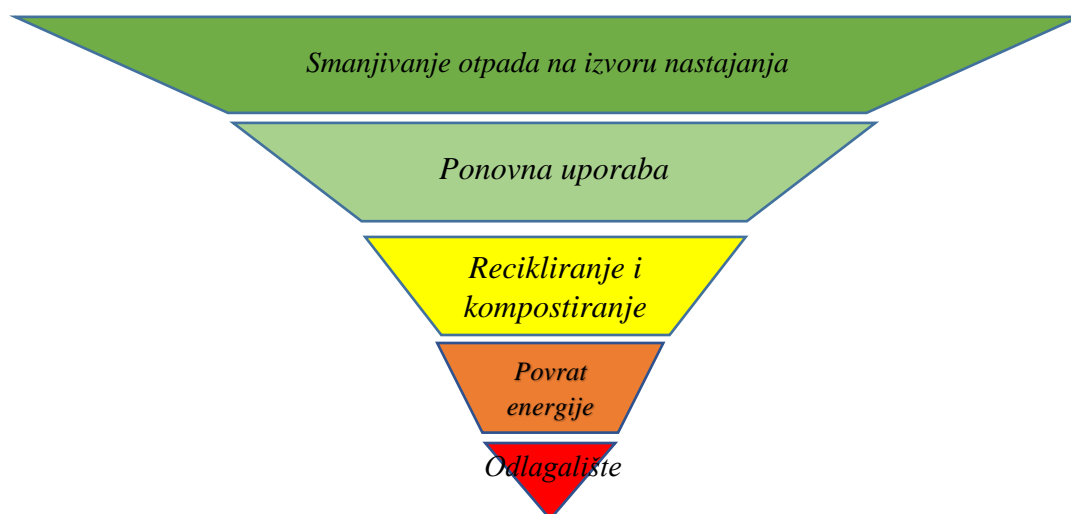 Smanjivanje otpada na izvoru nastajanja
Ponovna uporaba
Recikliranje i
kompostiranje
Povrat
energije
Odlagalište